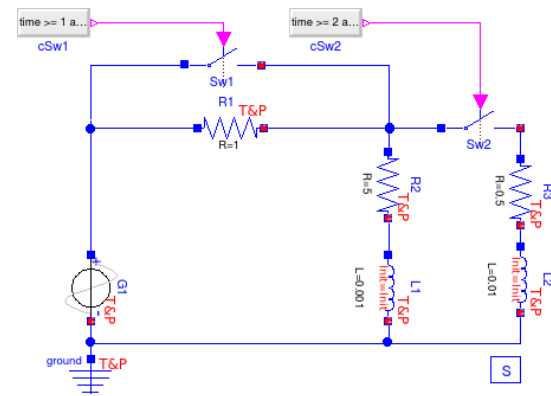 time >= 1 a...
time >= 2 a...
cSw1
cSw2
Sw1
R1
T&P
R=1
Sw2
R2
R=5
T&P
R3
R=0.5
T&P
G1
+
-
T&P
L1
L=0.001
Init=Init
T&P
L2
L=0.01
Init=Init
T&P
ground
T&P
S